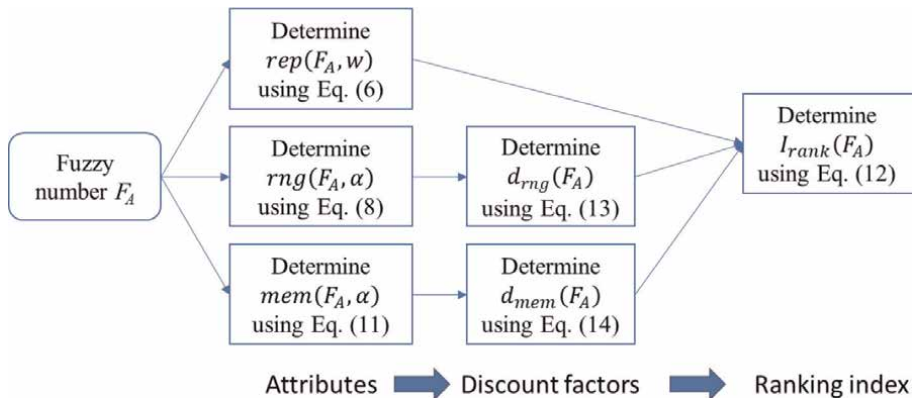 Fuzzy
number F_A
Determine
rep(F_A, w)
using Eq. (6)
Determine
rng(F_A, α)
using Eq. (8)
Determine
mem(F_A, α)
using Eq. (11)
Determine
d_rng(F_A)
using Eq. (13)
Determine
d_mem(F_A)
using Eq. (14)
Determine
I_rank(F_A)
using Eq. (12)
Attributes
Discount factors
Ranking index